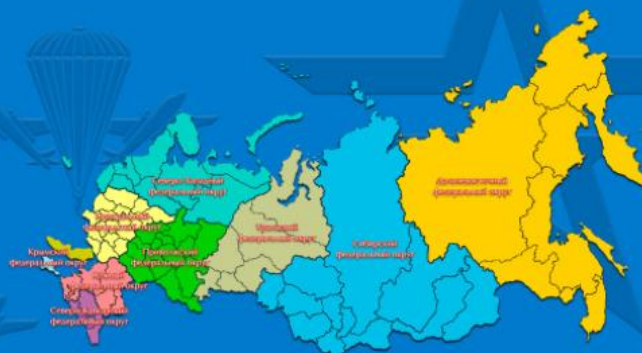 Северо-Западный
федеральный округ
Дальневосточный
федеральный округ
Центральный
федеральный округ
Уральский
федеральный округ
Сибирский
федеральный округ
Крымский
федеральный округ
Приволжский
федеральный округ
федеральный округ
Северо-Кавказский
федеральный округ